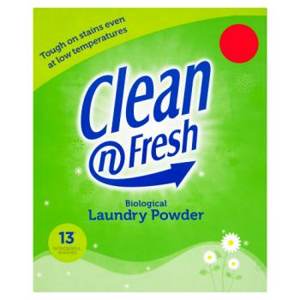 Tough on stains even
at low temperatures
Clean
n Fresh
Biological
Laundry Powder
13